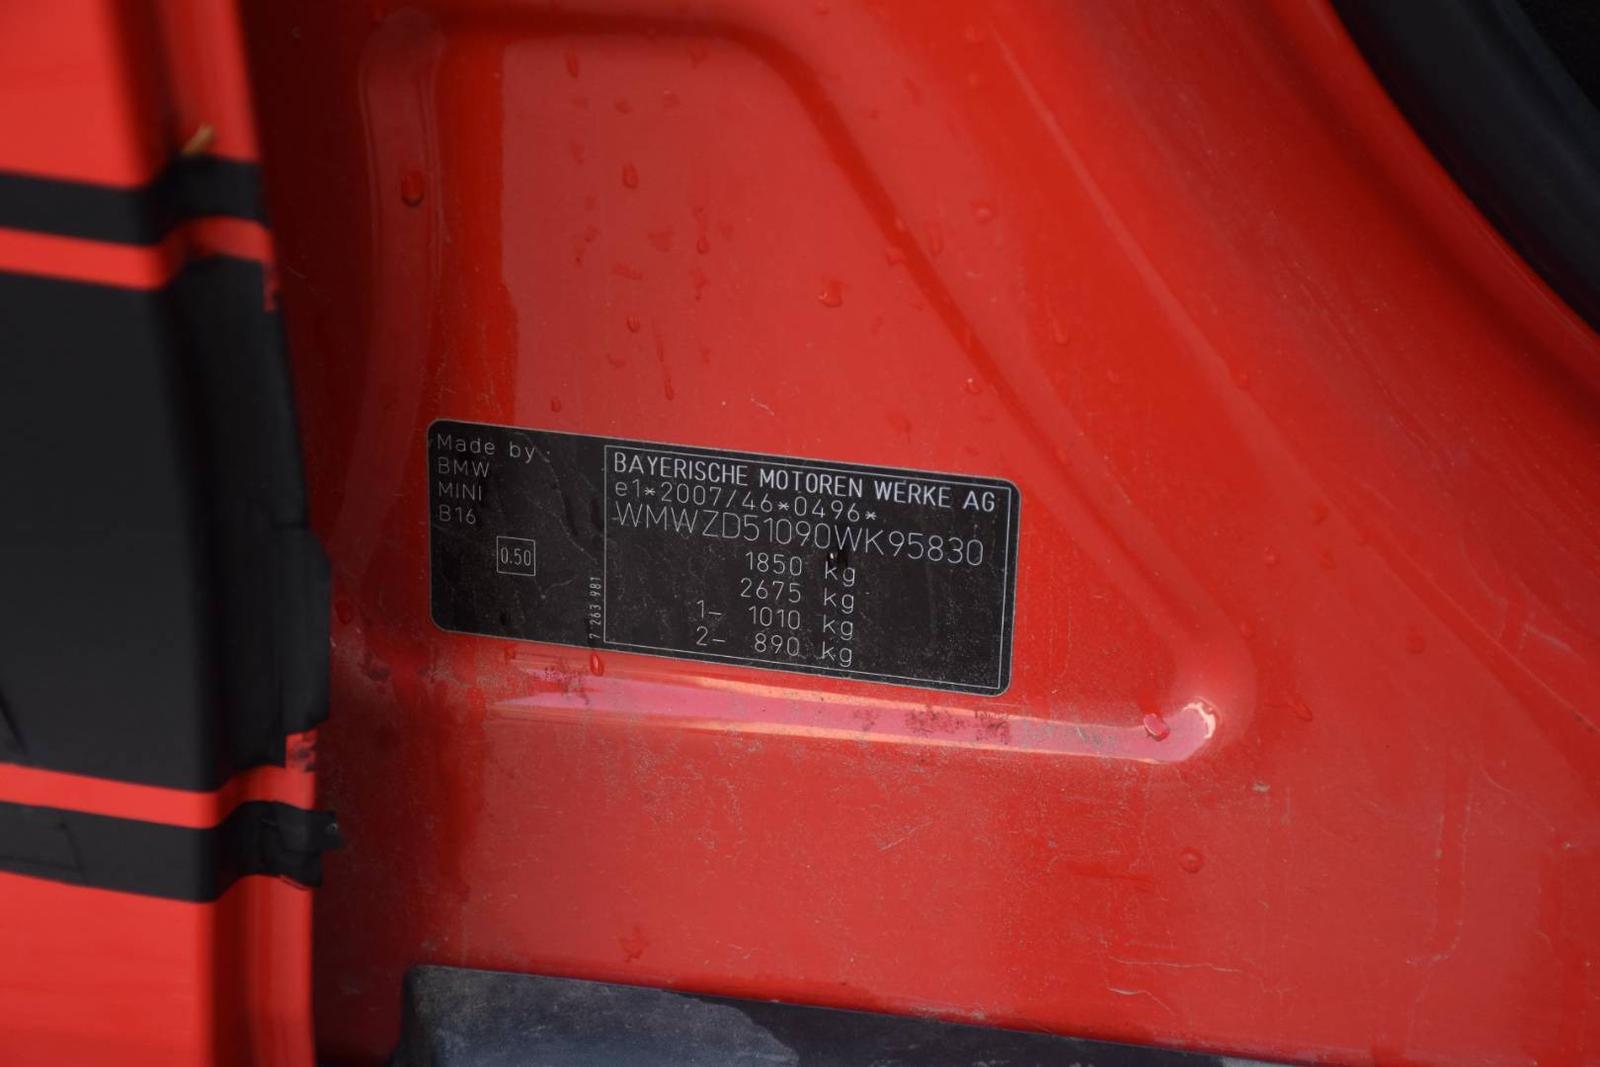 Made by:
BMW
MINI
B16
0.50
7 263 981
BAYERISCHE MOTOREN WERKE AG
e1*2007/46*0496*
WMWZD51090WK95830
1850 kg
2675 kg
1- 1010 kg
2- 890 kg